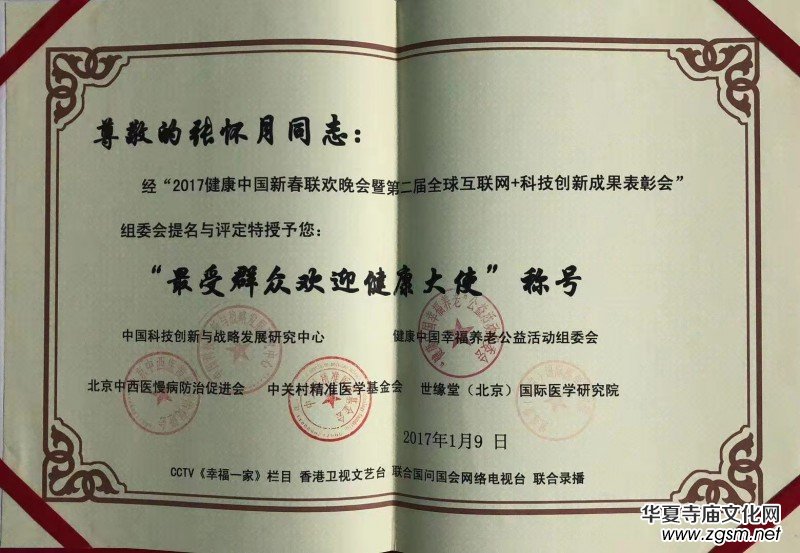 尊敬的张怀月同志：
经“2017健康中国新春联欢晚会暨第二届全球互联网+科技创新成果表彰会”
组委会提名与评定特授予您：
“最受群众欢迎健康大使”称号
中国科技创新与战略发展研究中心 健康中国幸福养老公益活动组委会
北京中西医慢病防治促进会 中关村精准医学基金会 世缘堂（北京）国际医学研究院
2017年1月9 日
CCTV《幸福一家》栏目 香港卫视文艺台 联合国问国会网络电视台 联合录播
华夏寺庙文化网
www.zgsm.net